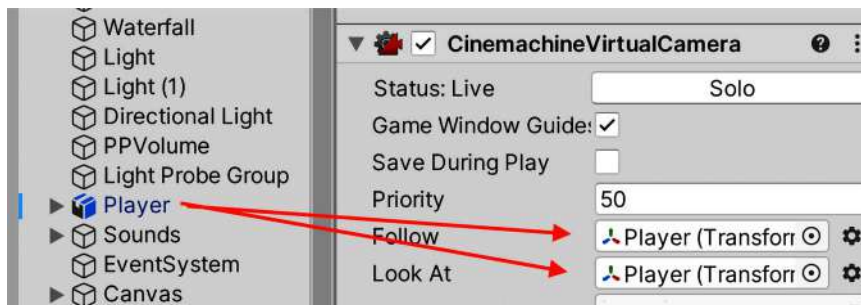 Waterfall
Light
Light (1)
Directional Light
PPVolume
Light Probe Group
Player
Sounds
EventSystem
Canvas
CinemachineVirtualCamera
Status: Live
Solo
Game Window Guide
Save During Play
Priority
50
Follow
Player (Transforr
Look At
Player (Transforr